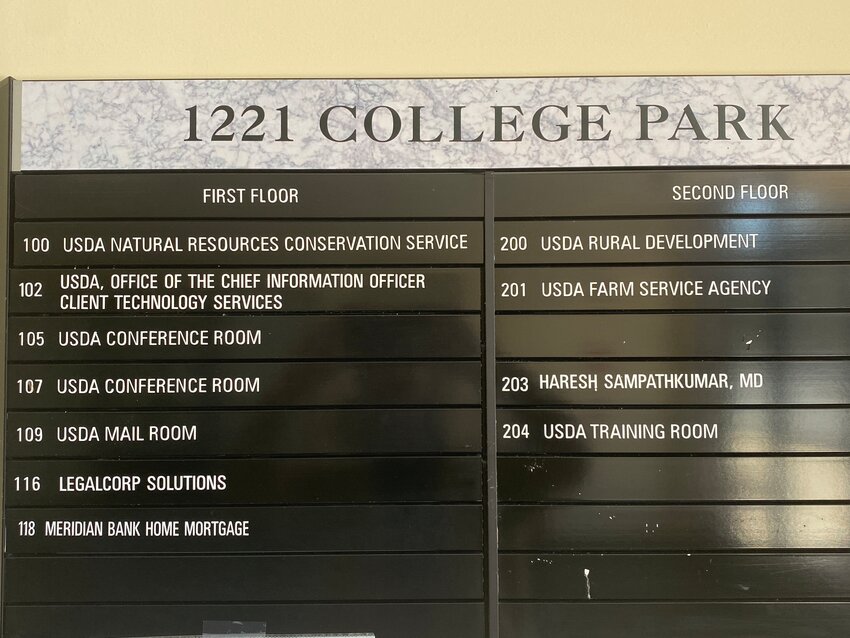 1221 COLLEGE PARK
FIRST FLOOR
100 USDA NATURAL RESOURCES CONSERVATION SERVICE
102 USDA, OFFICE OF THE CHIEF INFORMATION OFFICER
CLIENT TECHNOLOGY SERVICES
105 USDA CONFERENCE ROOM
107 USDA CONFERENCE ROOM
109 USDA MAIL ROOM
116 LEGALCORP SOLUTIONS
118 MERIDIAN BANK HOME MORTGAGE
SECOND FLOOR
200 USDA RURAL DEVELOPMENT
201 USDA FARM SERVICE AGENCY
203 HARESH SAMPATHKUMAR, MD
204 USDA TRAINING ROOM